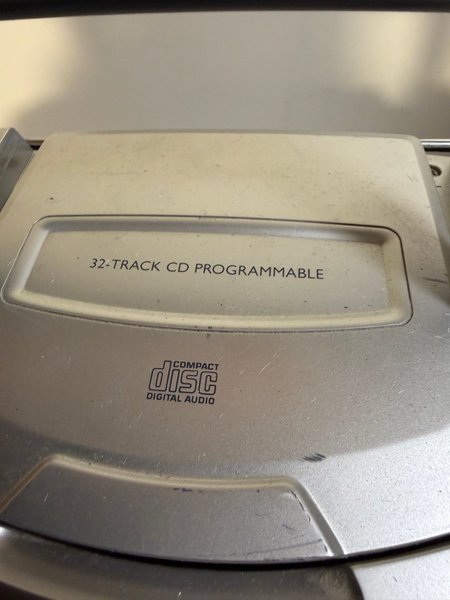 32-TRACK CD PROGRAMMABLE
COMPACT
disc
DIGITAL AUDIO